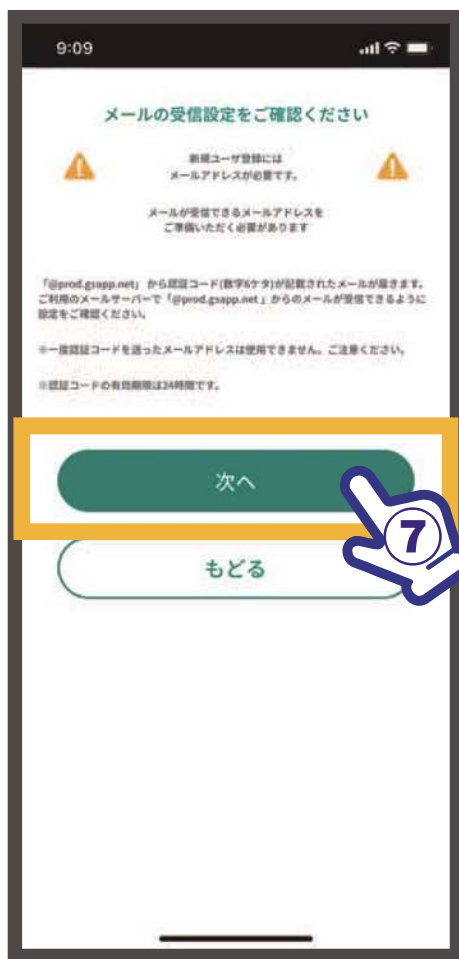 9:09
メールの受信設定をご確認ください
新規ユーザ登録には
メールアドレスが必要です。
メールが受信できるメールアドレスを
ご準備いただく必要があります
「@prod.gsapp.net」から認証コード(数字6ケタ)が記載されたメールが届きます。
ご利用のメールサーバーで「@prod.gsapp.net」からのメールが受信できるように
設定をご確認ください。
※一度認証コードを送ったメールアドレスは使用できません。ご注意ください。
※認証コードの有効期限は24時間です。
次へ
⑦
もどる